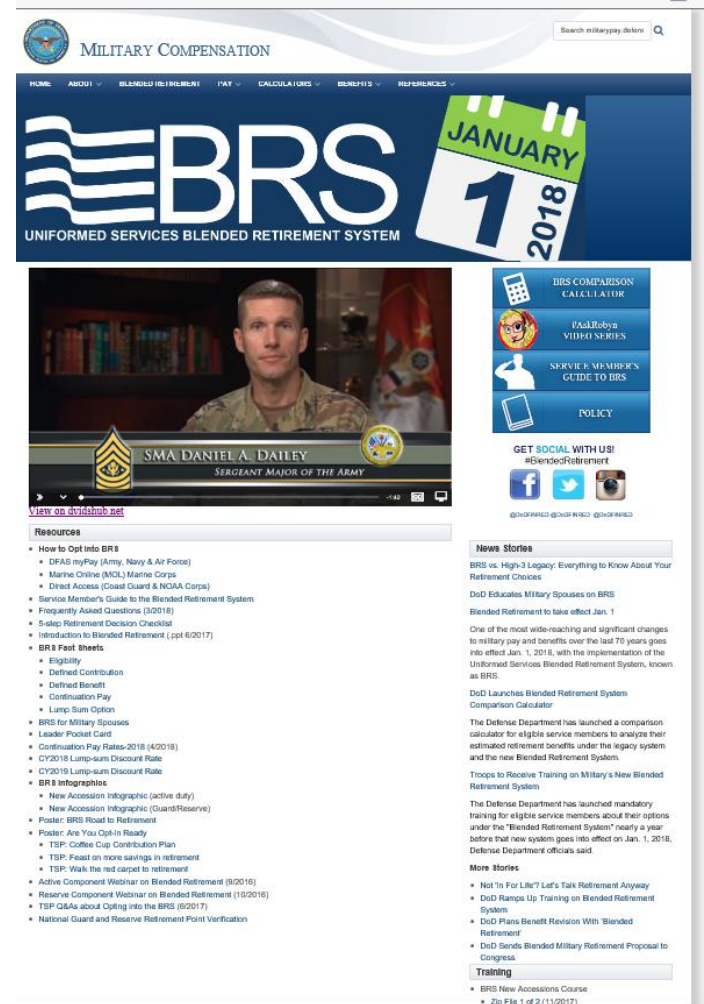 Search militarypay.defens
MILITARY COMPENSATION
HOME ABOUT BLENDED RETIREMENT PAY CALCULATORS BENEFITS REFERENCES
BRS
UNIFORMED SERVICES BLENDED RETIREMENT SYSTEM
JANUARY
1
2018
SMA DANIEL A. DAILEY
SERGEANT MAJOR OF THE ARMY
-1:42
View on dvidshub.net
Resources
How to Opt Into BRS
DFAS myPay (Army, Navy & Air Force)
Marine Online (MOL) Marine Corps
Direct Access (Coast Guard & NOAA Corps)
Service Member's Guide to the Blended Retirement System
Frequently Asked Questions (3/2018)
5-step Retirement Decision Checklist
Introduction to Blended Retirement (.ppt 6/2017)
BRS Fact Sheets
Eligibility
Defined Contribution
Defined Benefit
Continuation Pay
Lump Sum Option
BRS for Military Spouses
Leader Pocket Card
Continuation Pay Rates-2018 (4/2018)
CY2018 Lump-sum Discount Rate
CY2019 Lump-sum Discount Rate
BRS Infographics
New Accession Infographic (active duty)
New Accession Infographic (Guard/Reserve)
Poster: BRS Road to Retirement
Poster: Are You Opt-In Ready
TSP: Coffee Cup Contribution Plan
TSP: Feast on more savings in retirement
TSP: Walk the red carpet to retirement
Active Component Webinar on Blended Retirement (9/2016)
Reserve Component Webinar on Blended Retirement (10/2016)
TSP Q&As about Opting into the BRS (6/2017)
National Guard and Reserve Retirement Point Verification
BRS COMPARISON
CALCULATOR
#AskRobyn
VIDEO SERIES
SERVICE MEMBER'S
GUIDE TO BRS
POLICY
GET SOCIAL WITH US!
#BlendedRetirement
@DoDFINRED @DoDFINRED @DoDFINRED
News Stories
BRS vs. High-3 Legacy: Everything to Know About Your
Retirement Choices
DoD Educates Military Spouses on BRS
Blended Retirement to take effect Jan. 1
One of the most wide-reaching and significant changes
to military pay and benefits over the last 70 years goes
into effect Jan. 1, 2018, with the implementation of the
Uniformed Services Blended Retirement System, known
as BRS.
DoD Launches Blended Retirement System
Comparison Calculator
The Defense Department has launched a comparison
calculator for eligible service members to analyze their
estimated retirement benefits under the legacy system
and the new Blended Retirement System.
Troops to Receive Training on Military's New Blended
Retirement System
The Defense Department has launched mandatory
training for eligible service members about their options
under the "Blended Retirement System" nearly a year
before that new system goes into effect on Jan. 1, 2018,
Defense Department officials said.
More Stories
Not 'In For Life'? Let's Talk Retirement Anyway
DoD Ramps Up Training on Blended Retirement
System
DoD Plans Benefit Revision With 'Blended
Retirement'
DoD Sends Blended Military Retirement Proposal to
Congress
Training
BRS New Accessions Course
Zip File 1 of 2 (11/2017)